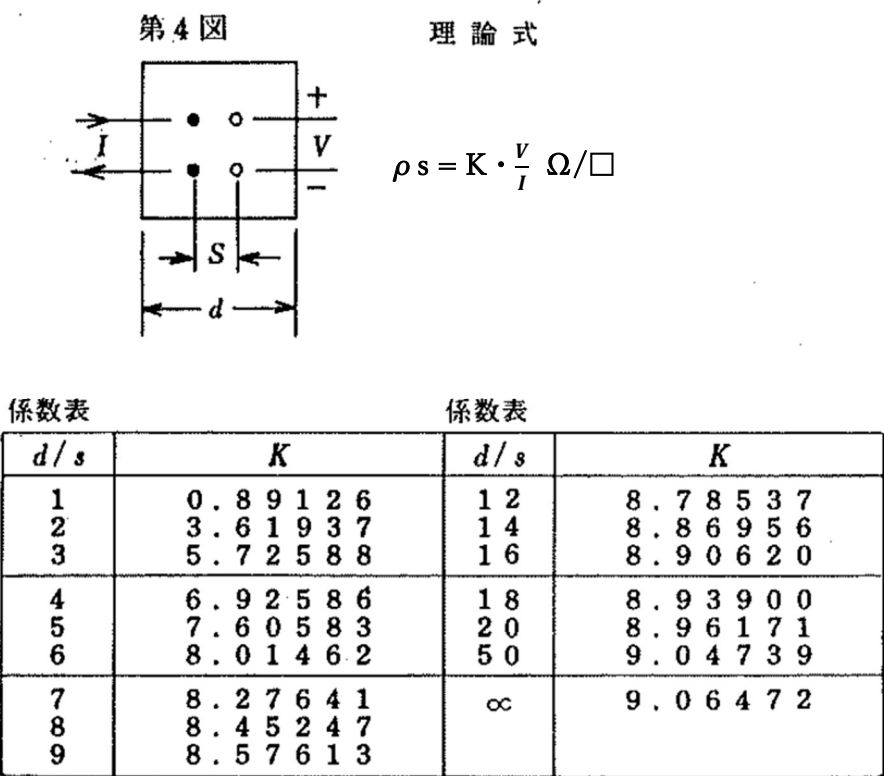 第4図
理論式
+
I
V
−
S
d
ρs = K・V/I Ω/□
係数表
d/s K
1 0.89126
2 3.61937
3 5.72588
4 6.92586
5 7.60583
6 8.01462
7 8.27641
8 8.45247
9 8.57613
係数表
d/s K
12 8.78537
14 8.86956
16 8.90620
18 8.93900
20 8.96171
50 9.04739
∝ 9.06472